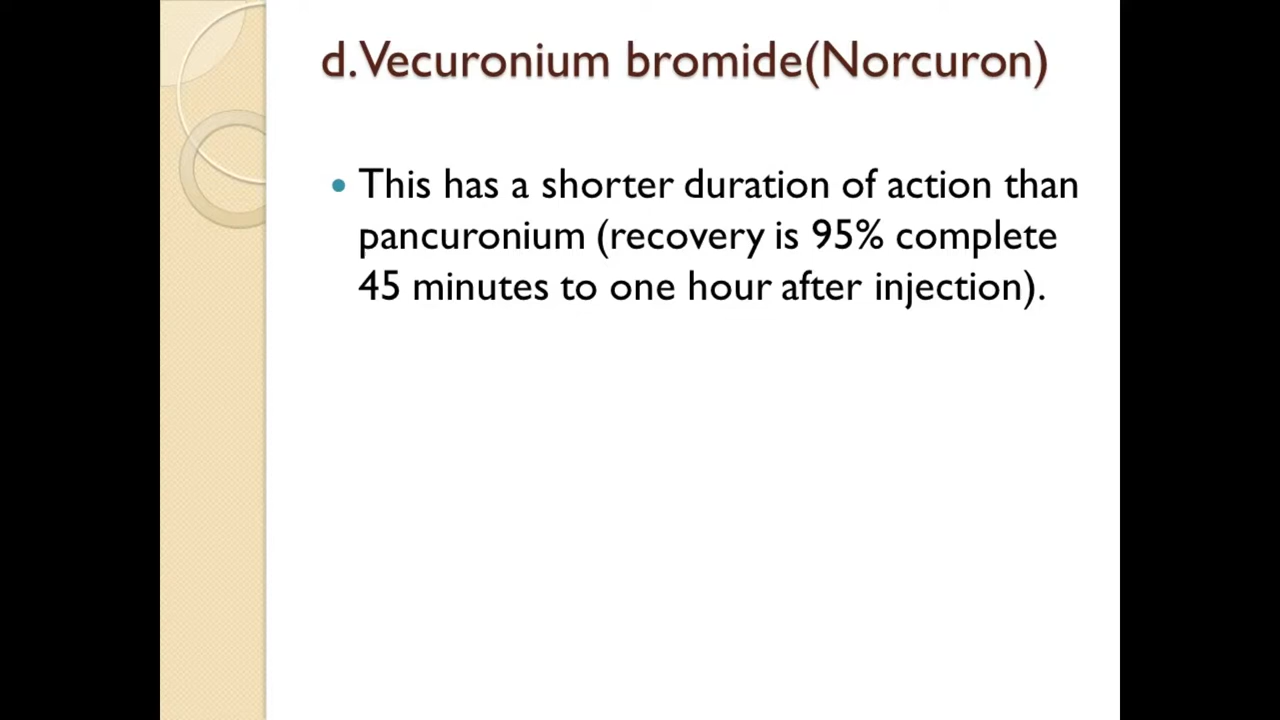 d. Vecuronium bromide(Norcuron)
• This has a shorter duration of action than
pancuronium (recovery is 95% complete
45 minutes to one hour after injection).